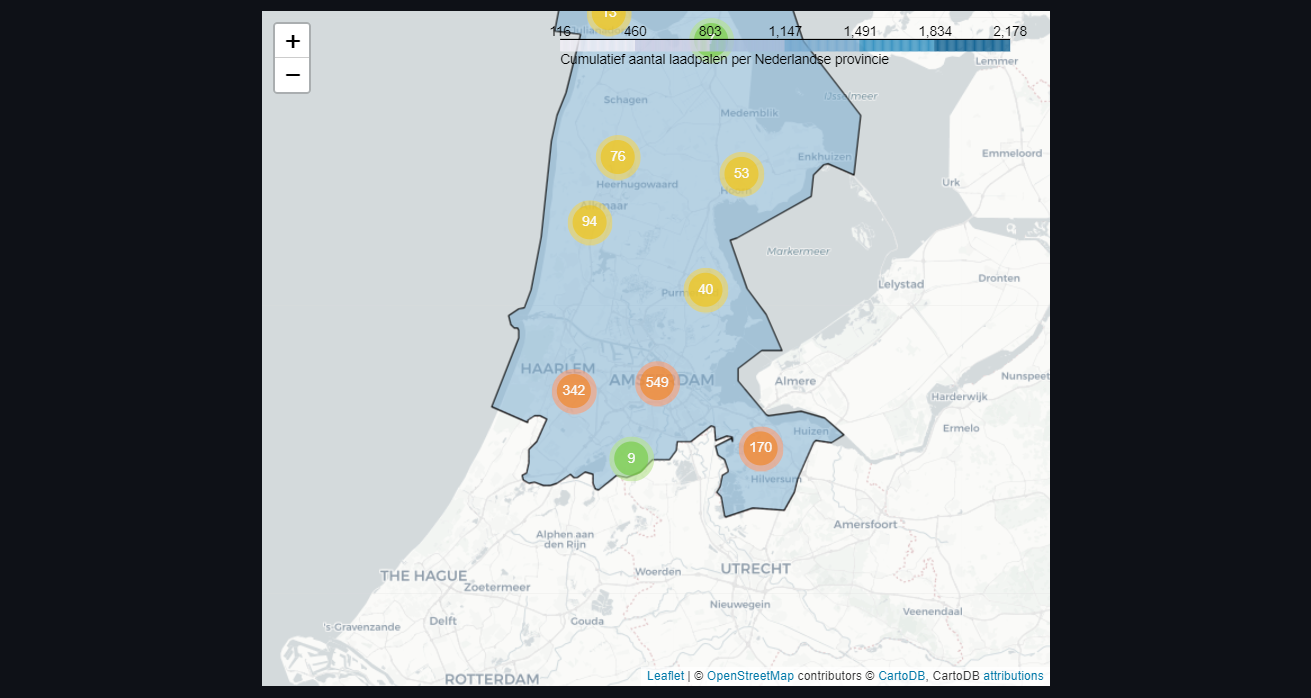 13
+
−
116 460 803 1,147 1,491 1,834 2,178
Cumulatief aantal laadpalen per Nederlandse provincie
Lemmer
IJsselmeer
Schagen
Medemblik
76
Enkhuizen
Emmeloord
53
Heerhugowaard
Hoorn
Urk
Alkmaar
94
Markermeer
Lelystad
Dronten
40
HAARLEM
342
AMSTERDAM
549
Almere
Nunspeet
Harderwijk
Ermelo
Huizen
170
9
Hilversum
Amersfoort
Alphen aan
den Rijn
THE HAGUE
Zoetermeer
Woerden
UTRECHT
Nieuwegein
Veenendaal
's-Gravenzande
Delft
Gouda
ROTTERDAM
Leaflet | © OpenStreetMap contributors © CartoDB, CartoDB attributions